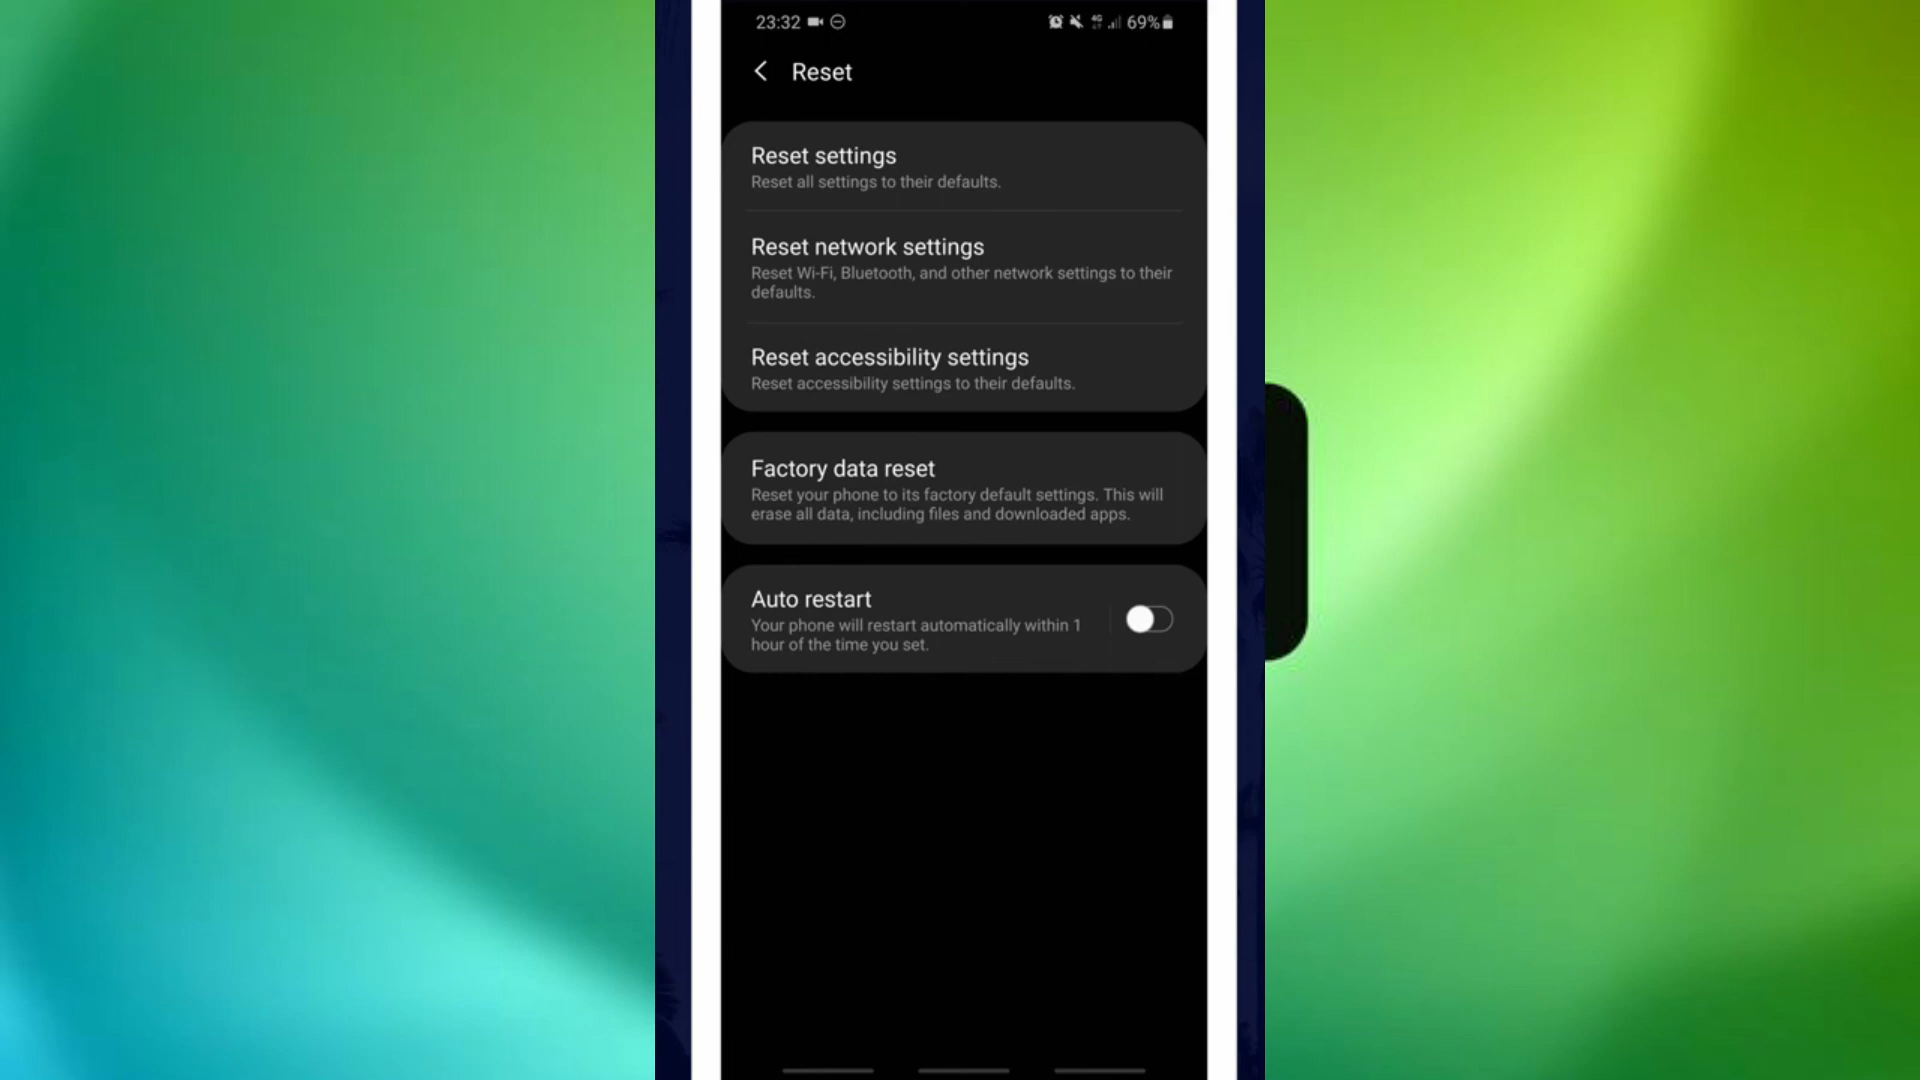 23:32 69%
Reset
Reset settings
Reset all settings to their defaults.
Reset network settings
Reset Wi-Fi, Bluetooth, and other network settings to their
defaults.
Reset accessibility settings
Reset accessibility settings to their defaults.
Factory data reset
Reset your phone to its factory default settings. This will
erase all data, including files and downloaded apps.
Auto restart
Your phone will restart automatically within 1
hour of the time you set.